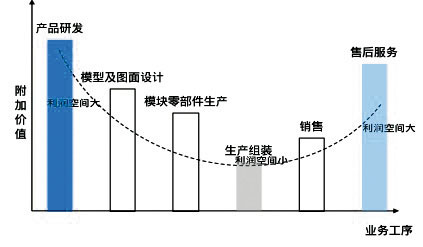 产品研发
售后服务
模型及图面设计
附加价值
利润空间大
模块零部件生产
销售
利润空间大
生产组装
利润空间小
业务工序